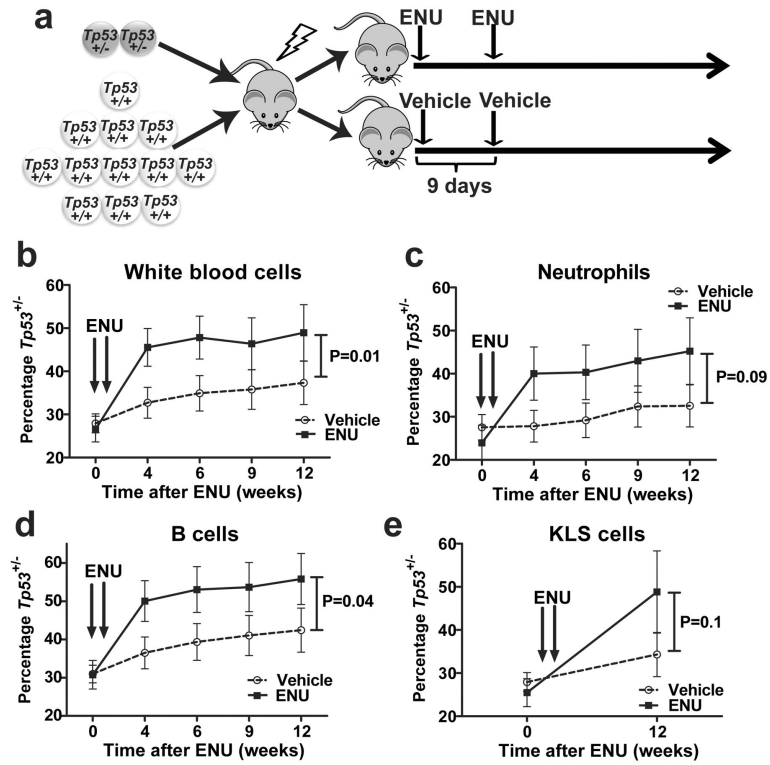 a
Tp53 Tp53
+/- +/-
Tp53
+/+
Tp53 Tp53 Tp53
+/+ +/+ +/+
Tp53 Tp53 Tp53 Tp53 Tp53
+/+ +/+ +/+ +/+ +/+
Tp53 Tp53 Tp53
+/+ +/+ +/+
ENU ENU
Vehicle Vehicle
9 days
b
White blood cells
Percentage Tp53+/-
60
50
40
30
20
ENU
P=0.01
Vehicle
ENU
0 4 6 9 12
Time after ENU (weeks)
c
Neutrophils
Percentage Tp53+/-
60
50
40
30
20
Vehicle
ENU
ENU
P=0.09
0 4 6 9 12
Time after ENU (weeks)
d
B cells
Percentage Tp53+/-
60
50
40
30
20
ENU
P=0.04
Vehicle
ENU
0 4 6 9 12
Time after ENU (weeks)
e
KLS cells
Percentage Tp53+/-
60
50
40
30
20
ENU
P=0.1
Vehicle
ENU
0 12
Time after ENU (weeks)